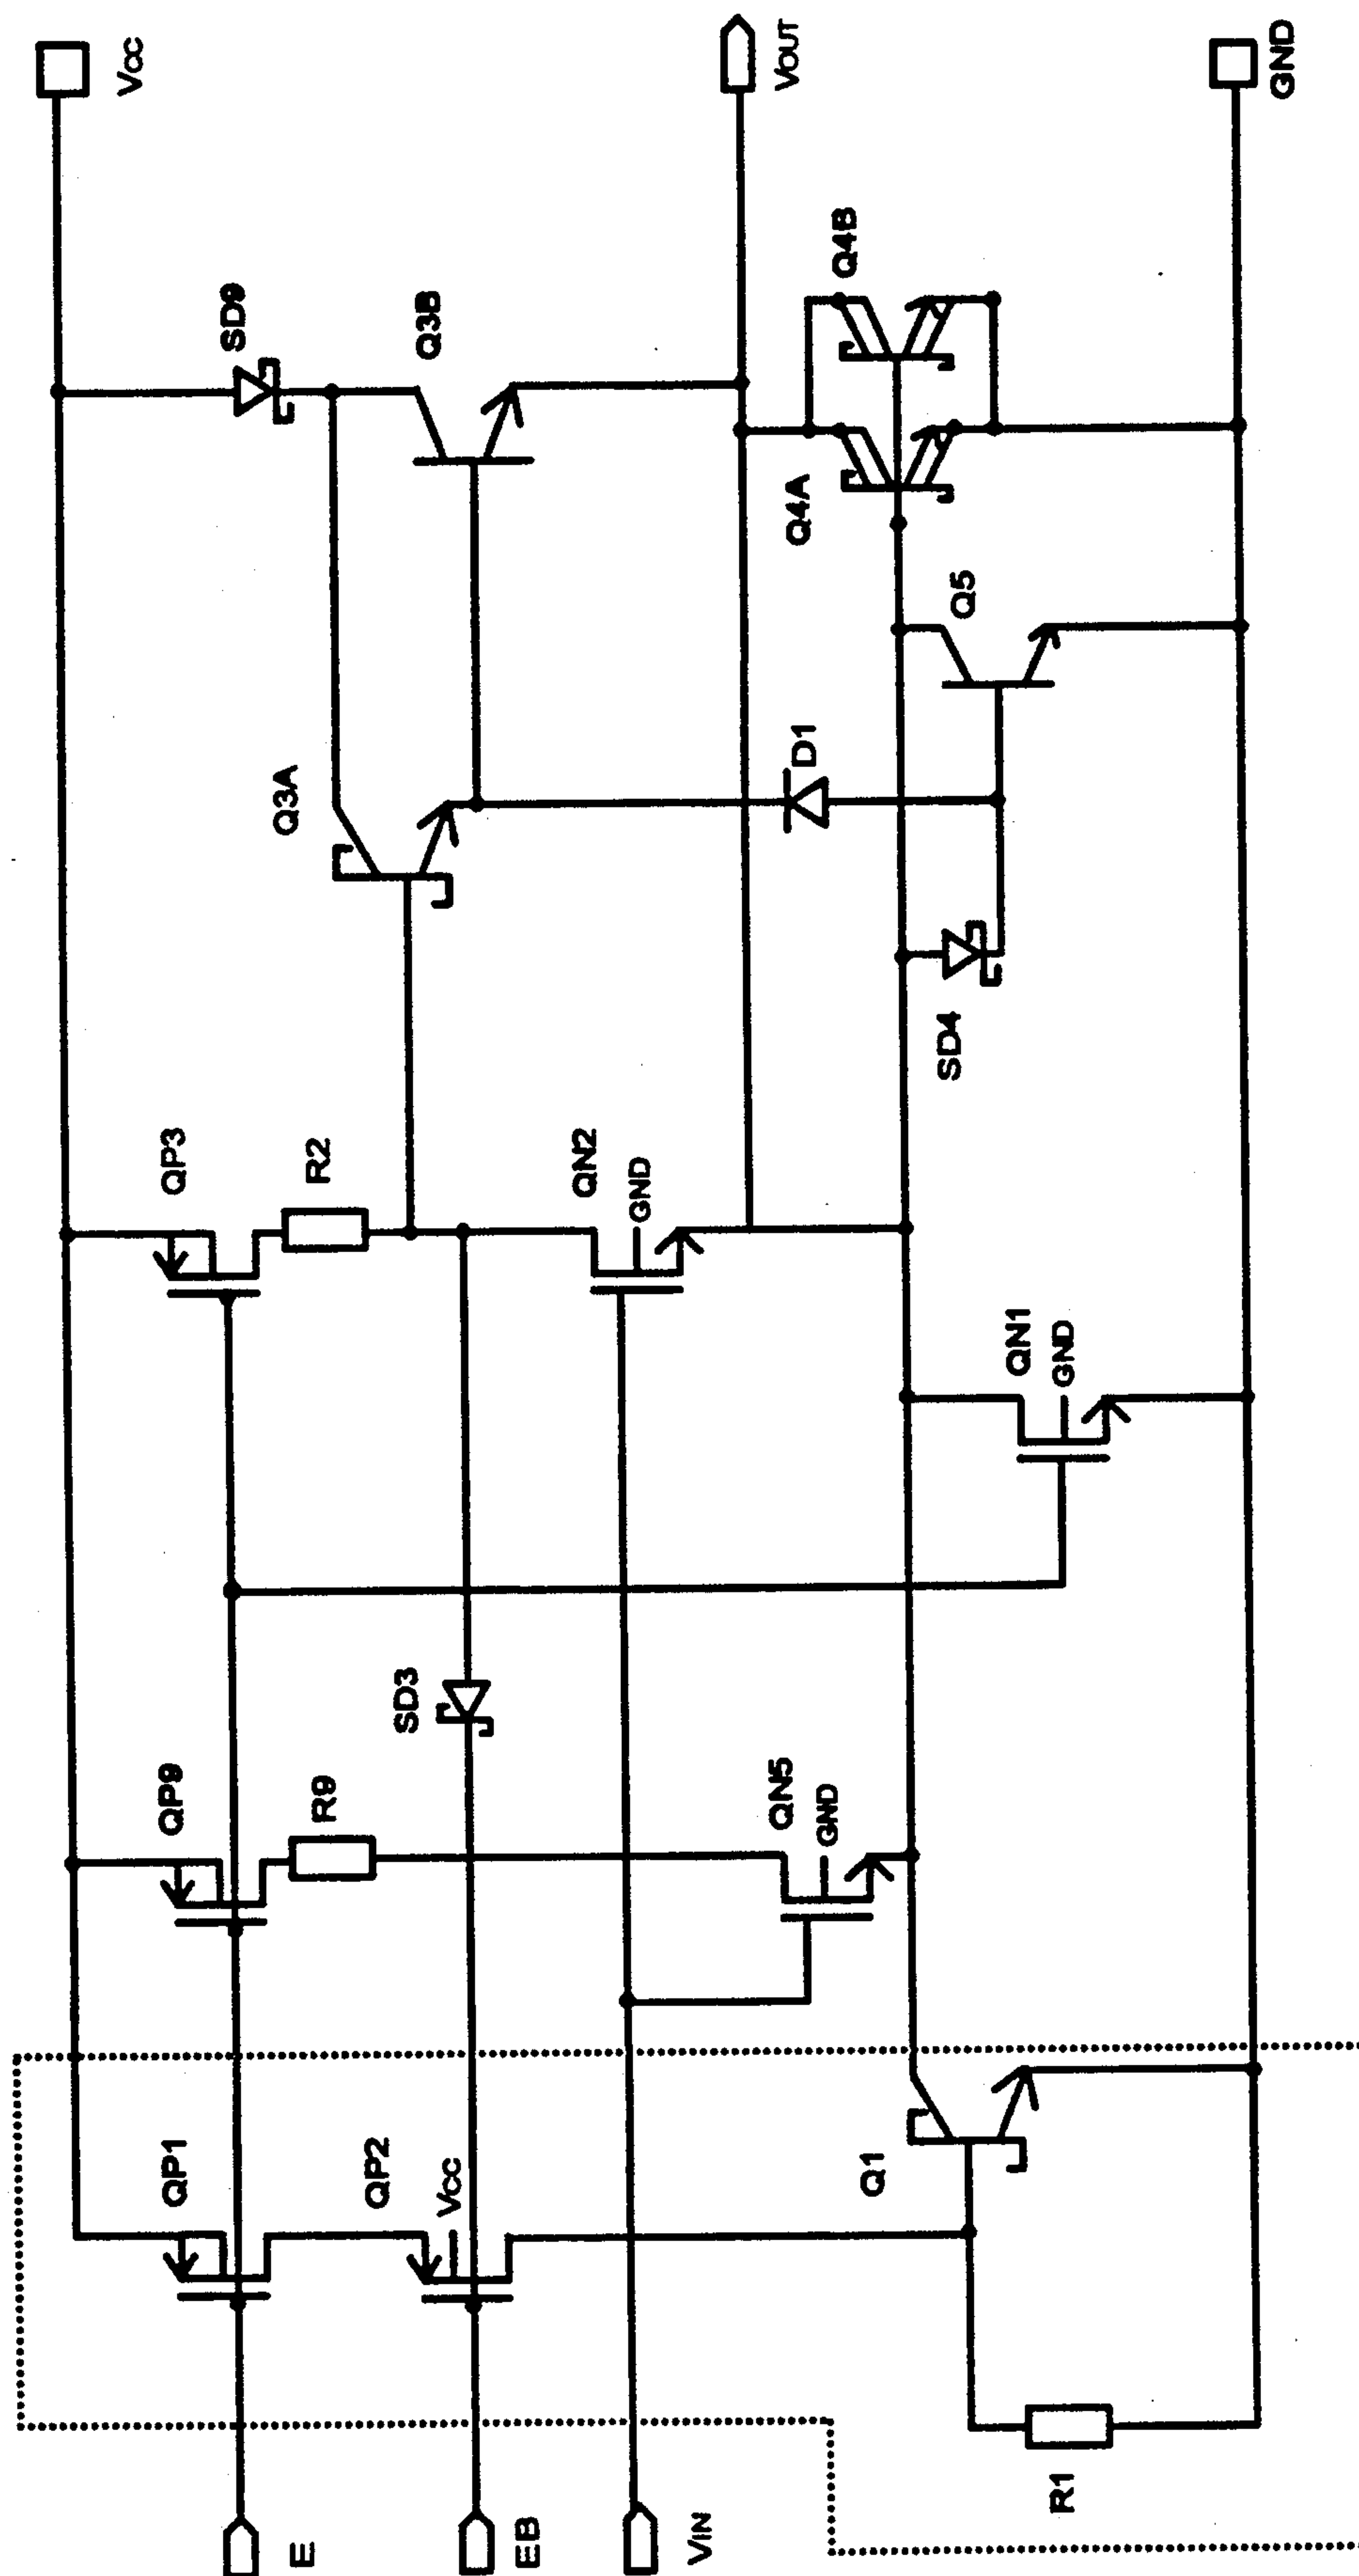 VCC
VOUT
GND
SD9
Q3B
Q4B
Q4A
Q3A
Q5
D1
SD4
QP3
R2
QN2
GND
QN1
GND
SD3
QP9
R9
QN5
GND
QP1
QP2
VCC
Q1
R1
E
EB
VIN